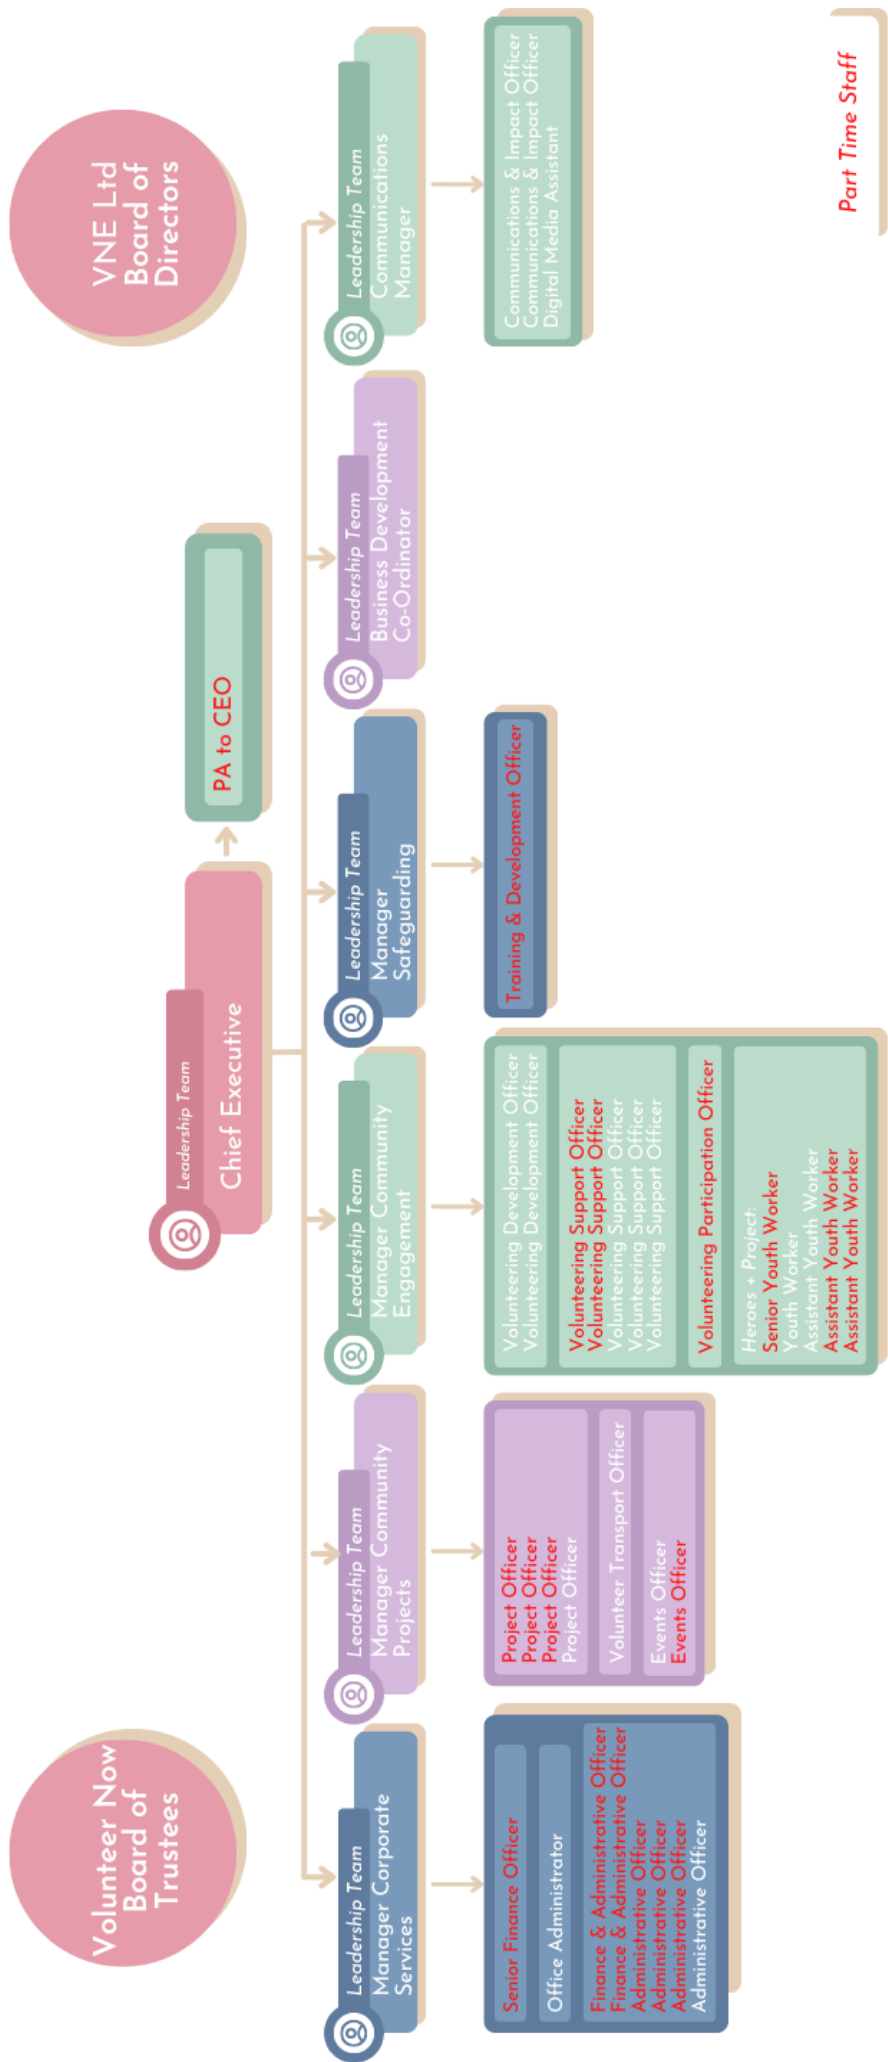 Volunteer Now
Board of
Trustees
VNE Ltd
Board of
Directors
Leadership Team
Chief Executive
PA to CEO
Leadership Team
Manager Corporate
Services
Leadership Team
Manager Community
Projects
Leadership Team
Manager Community
Engagement
Leadership Team
Manager
Safeguarding
Leadership Team
Business Development
Co-Ordinator
Leadership Team
Communications
Manager
Senior Finance Officer
Office Administrator
Finance & Administrative Officer
Finance & Administrative Officer
Administrative Officer
Administrative Officer
Administrative Officer
Administrative Officer
Project Officer
Project Officer
Project Officer
Project Officer
Volunteer Transport Officer
Events Officer
Events Officer
Volunteering Development Officer
Volunteering Development Officer
Volunteering Support Officer
Volunteering Support Officer
Volunteering Support Officer
Volunteering Support Officer
Volunteering Support Officer
Volunteering Participation Officer
Heroes + Project:
Senior Youth Worker
Youth Worker
Assistant Youth Worker
Assistant Youth Worker
Assistant Youth Worker
Training & Development Officer
Communications & Impact Officer
Communications & Impact Officer
Digital Media Assistant
Part Time Staff